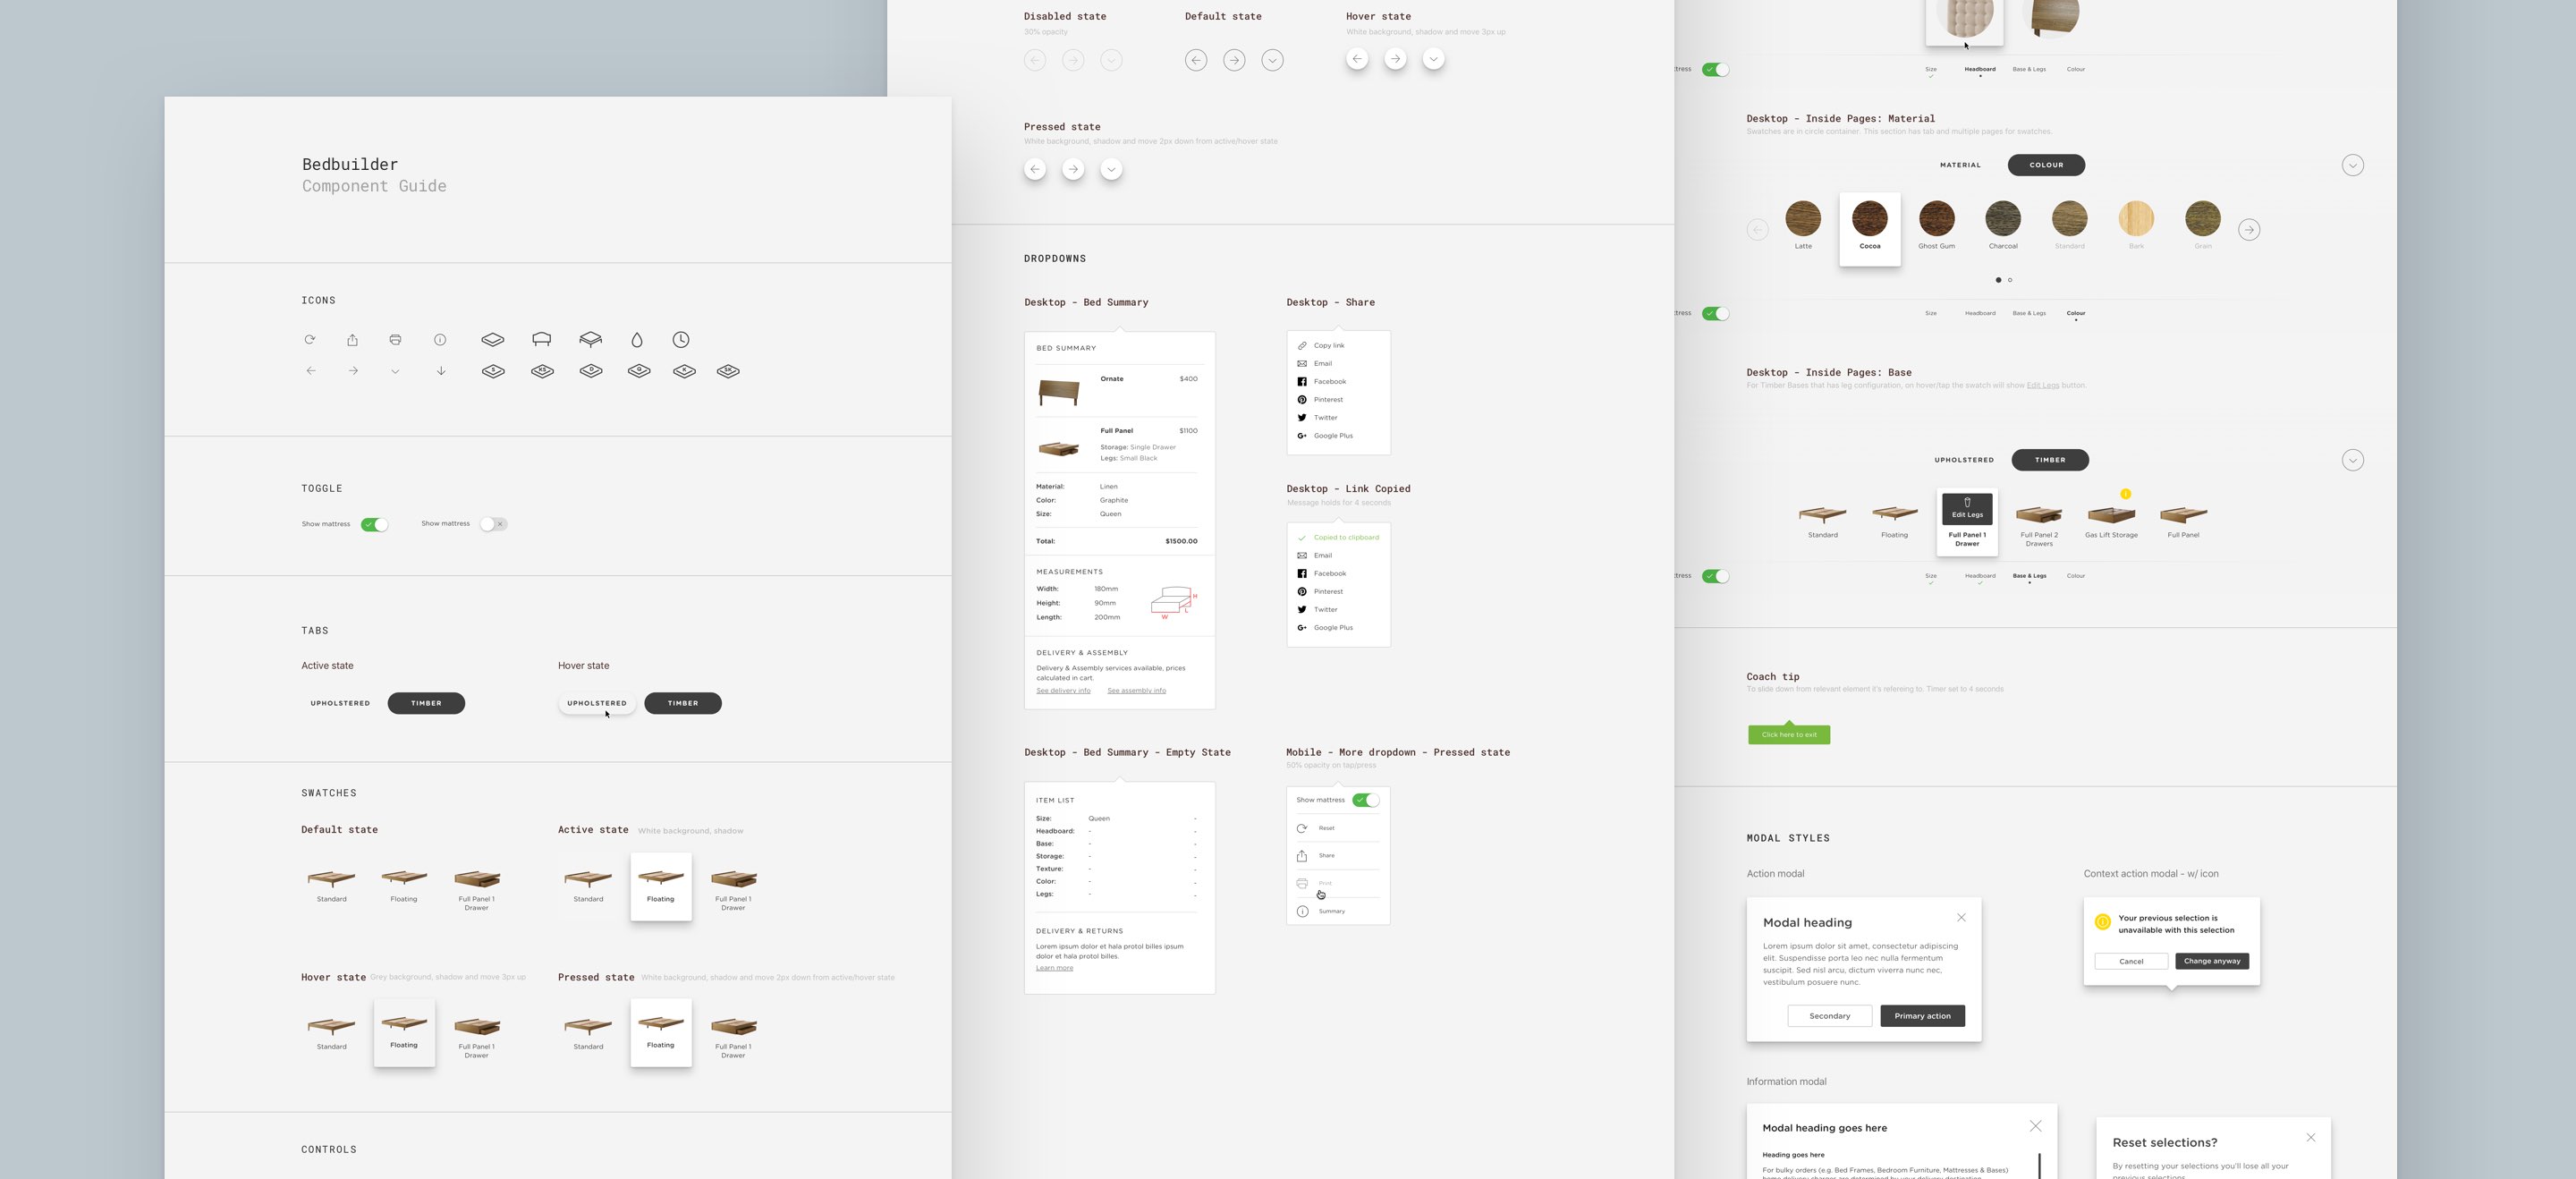 Bedbuilder
Component Guide
ICONS
S
KS
D
Q
K
SK
TOGGLE
Show mattress
Show mattress
TABS
Active state
Hover state
UPHOLSTERED
TIMBER
UPHOLSTERED
TIMBER
SWATCHES
Default state
Active state White background, shadow
Standard
Floating
Full Panel 1
Drawer
Standard
Floating
Full Panel 1
Drawer
Hover state Grey background, shadow and move 3px up
Pressed state White background, shadow and move 2px down from active/hover state
Standard
Floating
Full Panel 1
Drawer
Standard
Floating
Full Panel 1
Drawer
CONTROLS
Disabled state
30% opacity
Default state
Hover state
White background, shadow and move 3px up
Pressed state
White background, shadow and move 2px down from active/hover state
DROPDOWNS
Desktop - Bed Summary
BED SUMMARY
Ornate $400
Full Panel $1100
Storage: Single Drawer
Legs: Small Black
Material: Linen
Color: Graphite
Size: Queen
Total: $1500.00
MEASUREMENTS
Width: 180mm
Height: 90mm
Length: 200mm
H
L
W
DELIVERY & ASSEMBLY
Delivery & Assembly services available, prices
calculated in cart.
See delivery info See assembly info
Desktop - Share
Copy link
Email
Facebook
Pinterest
Twitter
Google Plus
Desktop - Link Copied
Message holds for 4 seconds
Copied to clipboard
Email
Facebook
Pinterest
Twitter
Google Plus
Desktop - Bed Summary - Empty State
ITEM LIST
Size: Queen -
Headboard: - -
Base: - -
Storage: - -
Texture: - -
Color: - -
Legs: - -
DELIVERY & RETURNS
Lorem ipsum dolor et hala protol billes ipsum
dolor et hala protol billes.
Learn more
Mobile - More dropdown - Pressed state
50% opacity on tap/press
Show mattress
Reset
Share
Print
Summary
tress
Size
Headboard
Base & Legs
Colour
Desktop - Inside Pages: Material
Swatches are in circle container. This section has tab and multiple pages for swatches.
MATERIAL
COLOUR
Latte
Cocoa
Ghost Gum
Charcoal
Standard
Bark
Grain
tress
Size
Headboard
Base & Legs
Colour
Desktop - Inside Pages: Base
For Timber Bases that has leg configuration, on hover/tap the swatch will show Edit Legs button.
UPHOLSTERED
TIMBER
Standard
Floating
Edit Legs
Full Panel 1
Drawer
Full Panel 2
Drawers
Gas Lift Storage
Full Panel
tress
Size
Headboard
Base & Legs
Colour
Coach tip
To slide down from relevant element it's refereing to. Timer set to 4 seconds
Click here to exit
MODAL STYLES
Action modal
Modal heading
Lorem ipsum dolor sit amet, consectetur adipiscing
elit. Suspendisse porta leo nec nulla fermentum
suscipit. Sed nisl arcu, dictum viverra nunc nec,
vestibulum posuere nunc.
Secondary
Primary action
Context action modal - w/ icon
Your previous selection is
unavailable with this selection
Cancel
Change anyway
Information modal
Modal heading goes here
Heading goes here
For bulky orders (e.g. Bed Frames, Bedroom Furniture, Mattresses & Bases)
home delivery charges are determined by your delivery destination
Reset selections?
By resetting your selections you'll lose all your
previous selections